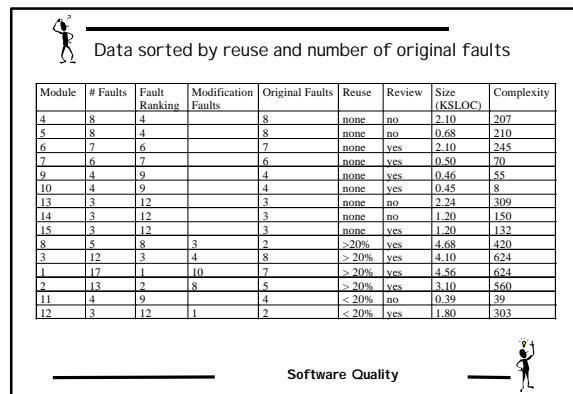 Data sorted by reuse and number of original faults
Module # Faults Fault Ranking Modification Faults Original Faults Reuse Review Size (KSLOC) Complexity
4 8 4 8 none no 2.10 207
5 8 4 8 none no 0.68 210
6 7 6 7 none yes 2.10 245
7 6 7 6 none yes 0.50 70
9 4 9 4 none yes 0.46 55
10 4 9 4 none yes 0.45 8
13 3 12 3 none no 2.24 309
14 3 12 3 none no 1.20 150
15 3 12 3 none yes 1.20 132
8 5 8 3 2 >20% yes 4.68 420
3 12 3 4 8 > 20% yes 4.10 624
1 17 1 10 7 > 20% yes 4.56 624
2 13 2 8 5 > 20% yes 3.10 560
11 4 9 4 < 20% no 0.39 39
12 3 12 1 2 < 20% yes 1.80 303
Software Quality